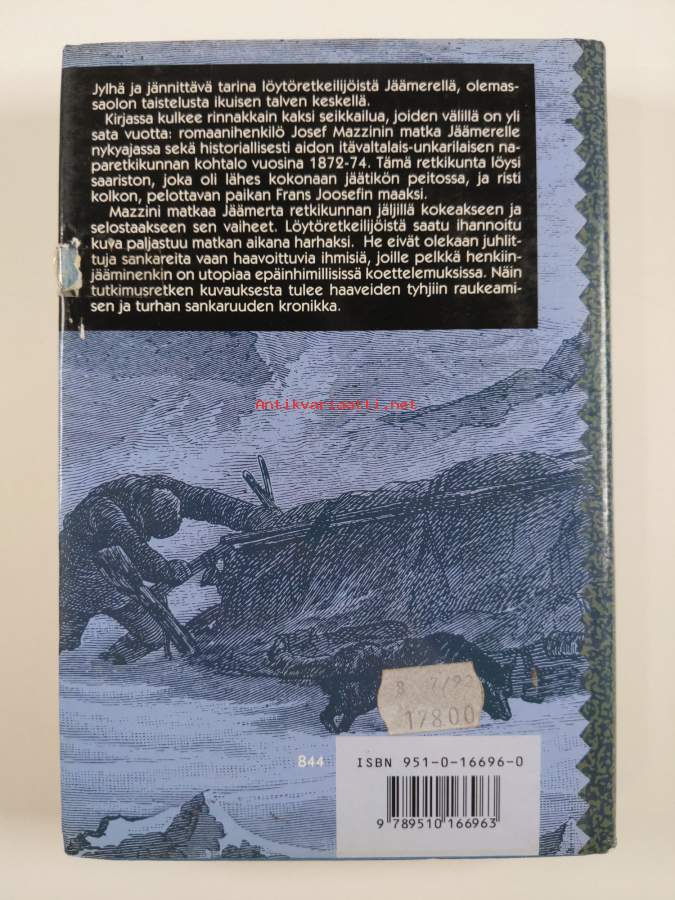 Jylhä ja jännittävä tarina löytöretkeilijöistä Jäämerellä, olemas-
saolon taistelusta ikuisen talven keskellä.
Kirjassa kulkee rinnakkain kaksi seikkailua, joiden välillä on yli
sata vuotta: romaanihenkilö Josef Mazzinin matka Jäämerelle
nykyajassa sekä historiallisesti aidon itävaltalais-unkarilaisen na-
paretkikunnan kohtalo vuosina 1872-74. Tämä retkikunta löysi
saariston, joka oli lähes kokonaan jäätikön peitossa, ja risti
kolkon, pelottavan paikan Frans Joosefin maaksi.
Mazzini matkaa Jäämerta retkikunnan jäljillä kokeakseen ja
selostaakseen sen vaiheet. Löytöretkeilijöistä saatu ihannoitu
kuva paljastuu matkan aikana harhaksi. He eivät olekaan juhlit-
tuja sankareita vaan haavoittuvia ihmisiä, joille pelkkä henkiin-
jääminenkin on utopiaa epäinhimillisissä koettelemuksissa. Näin
tutkimusretken kuvauksesta tulee haaveiden tyhjiin raukeami-
sen ja turhan sankaruuden kronikka.
Antikvariaatti.net
8 7/92
17800
844
ISBN 951-0-16696-0
9 789510 166963